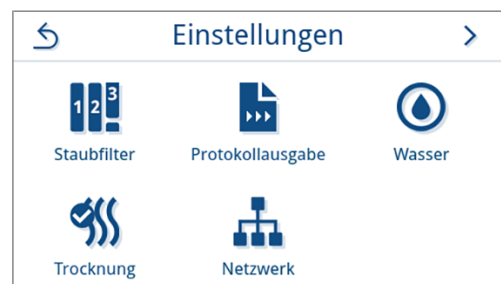 Einstellungen
1 2 3
Staubfilter Protokollausgabe Wasser
Trocknung Netzwerk